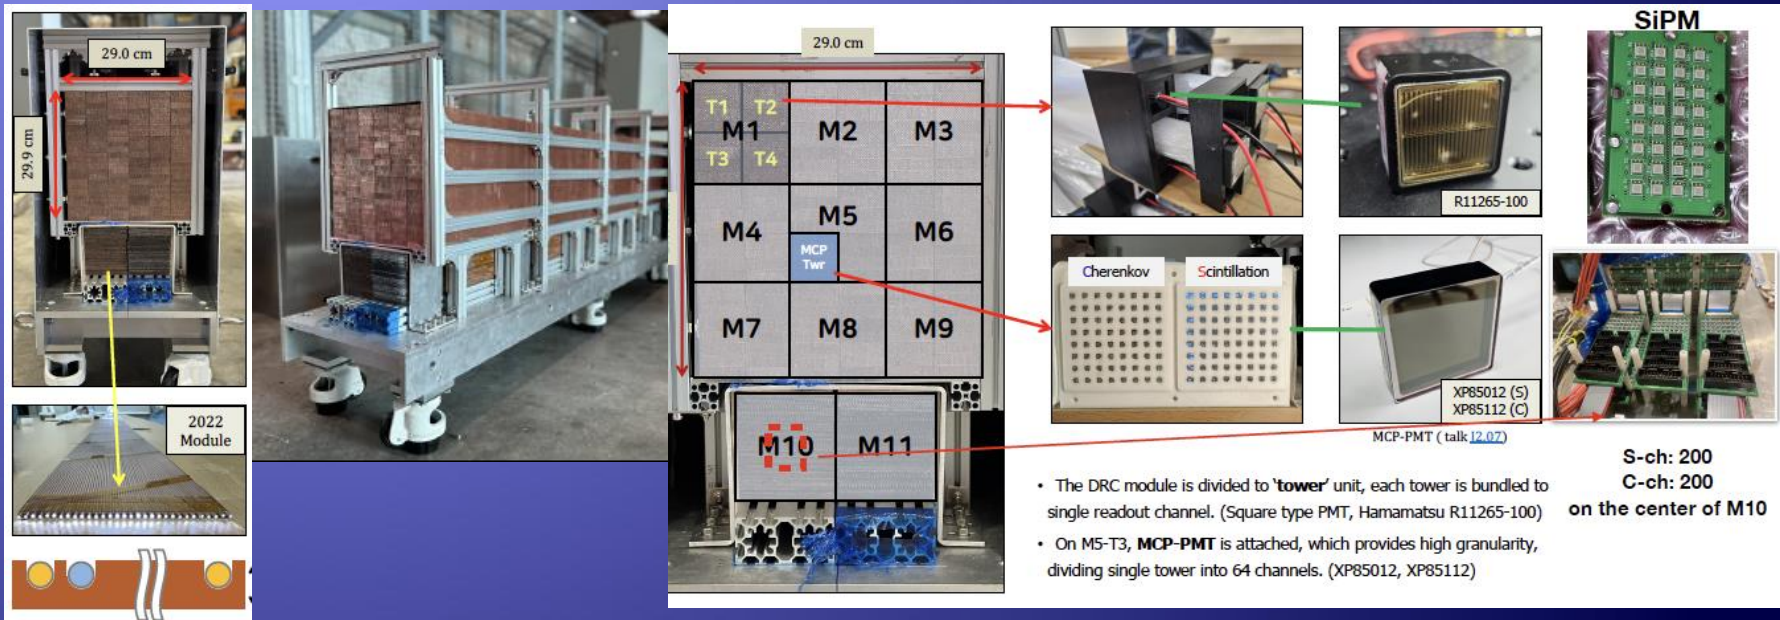 29.0 cm
29.9 cm
2022
Module
29.0 cm
T1
T2
M1
T3
T4
M2
M3
M4
M5
M6
MCP
Twr
M7
M8
M9
M10
M11
R11265-100
Cherenkov
Scintillation
XP85012 (S)
XP85112 (C)
MCP-PMT ( talk I2.07)
SiPM
S-ch: 200
C-ch: 200
on the center of M10
• The DRC module is divided to 'tower' unit, each tower is bundled to
single readout channel. (Square type PMT, Hamamatsu R11265-100)
• On M5-T3, MCP-PMT is attached, which provides high granularity,
dividing single tower into 64 channels. (XP85012, XP85112)